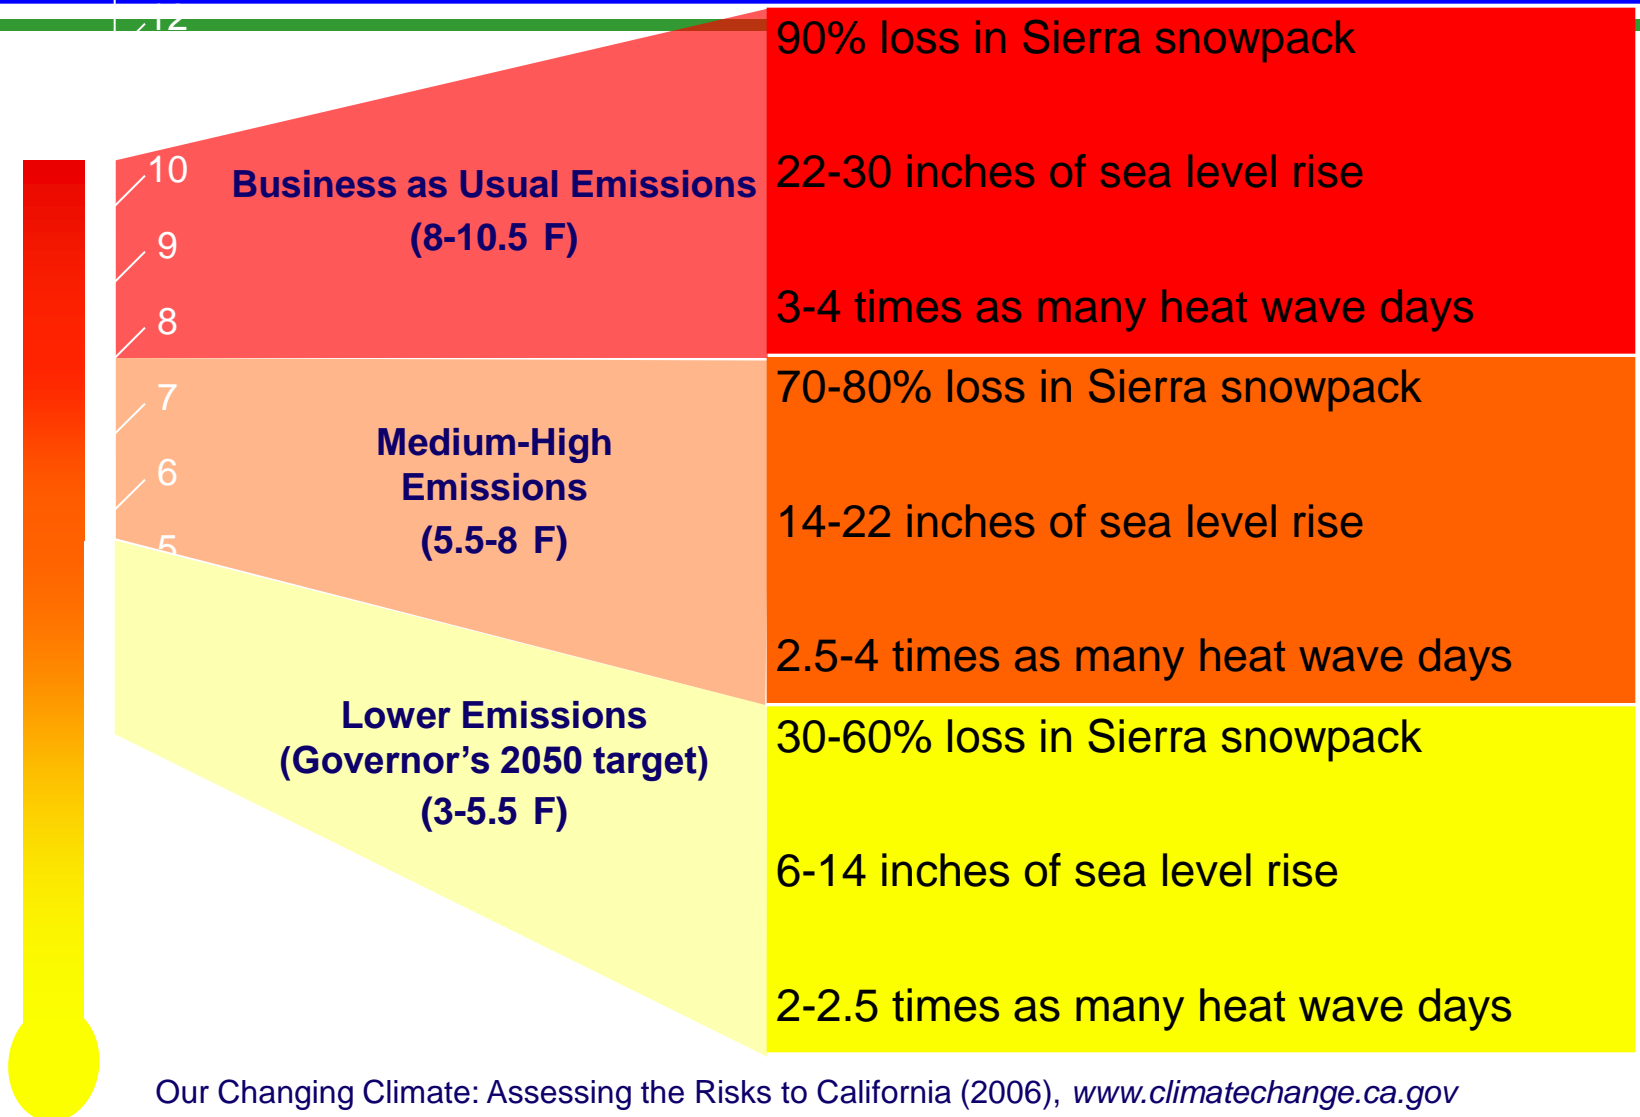 12
10
9
8
7
6
5
Business as Usual Emissions
(8-10.5 F)
90% loss in Sierra snowpack
22-30 inches of sea level rise
3-4 times as many heat wave days
Medium-High
Emissions
(5.5-8 F)
70-80% loss in Sierra snowpack
14-22 inches of sea level rise
2.5-4 times as many heat wave days
Lower Emissions
(Governor’s 2050 target)
(3-5.5 F)
30-60% loss in Sierra snowpack
6-14 inches of sea level rise
2-2.5 times as many heat wave days
Our Changing Climate: Assessing the Risks to California (2006), www.climatechange.ca.gov